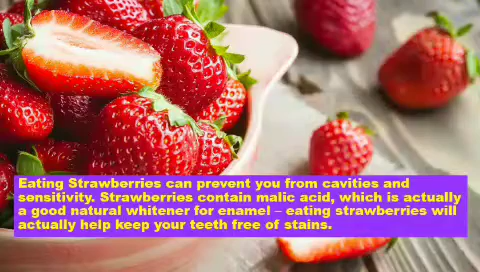 Eating Strawberries can prevent you from cavities and
sensitivity. Strawberries contain malic acid, which is actually
a good natural whitener for enamel – eating strawberries will
actually help keep your teeth free of stains.